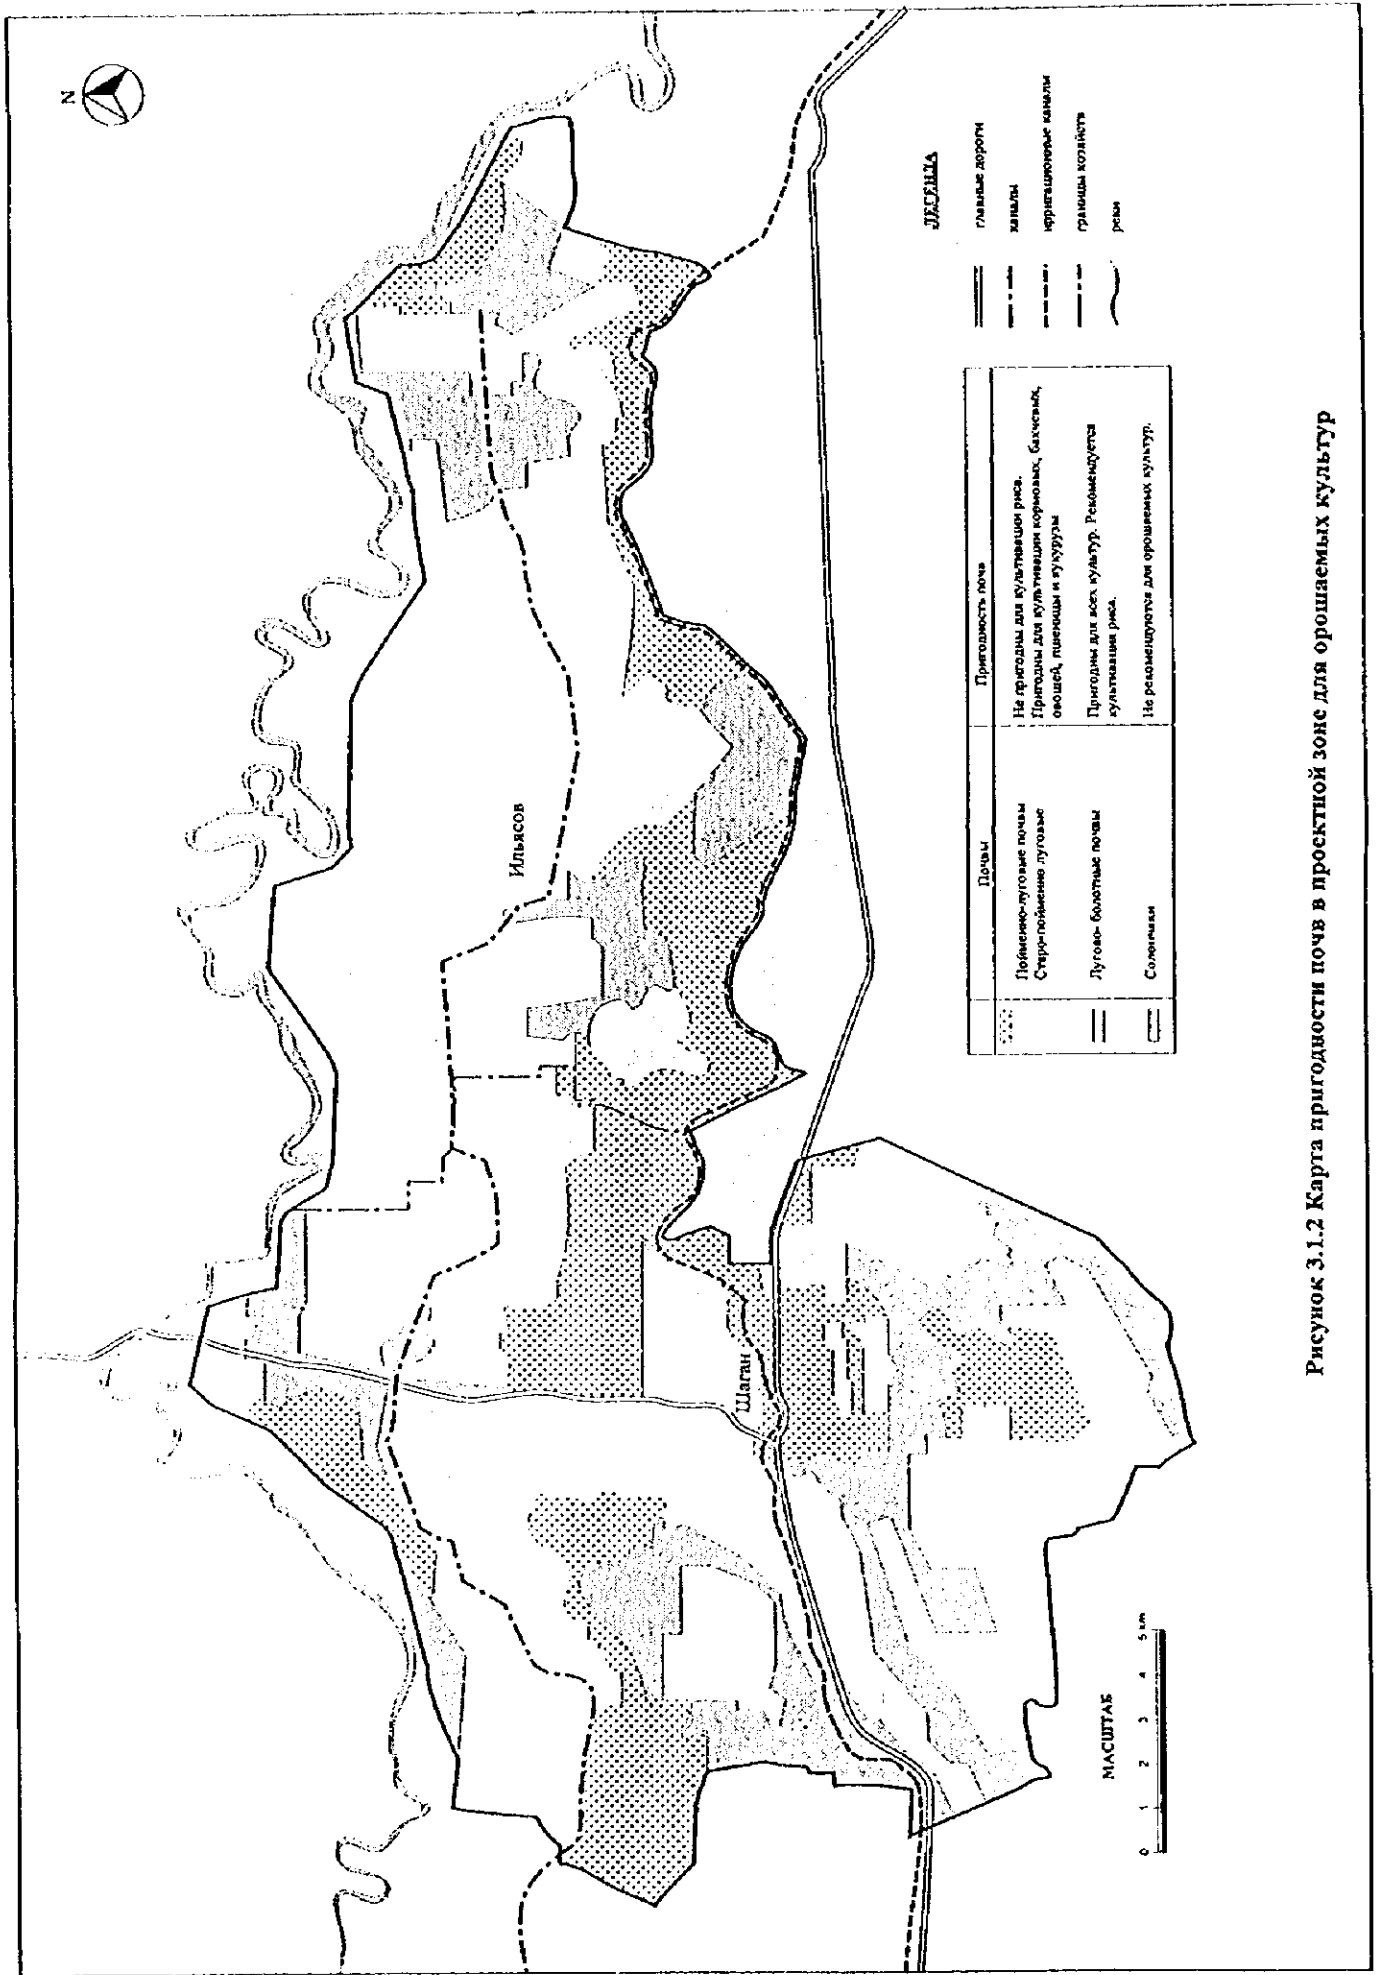 N
Ильясов
Шаган
ЛЕГЕНДА
главные дороги
каналы
ирригационные каналы
границы хозяйств
реки
Почвы
Пригодность почв
Пойменно-луговые почвы
Старо-пойменно луговые
Не пригодны для культивации риса.
Пригодны для культивации кормовых, бахчевых,
овощей, пшеницы и кукурузы
Лугово- болотные почвы
Пригодны для всех культур. Рекомендуется
культивация риса.
Солончаки
Не рекомендуются для орошаемых культур.
МАСШТАБ
0 1 2 3 4 5 km
Рисунок 3.1.2 Карта пригодности почв в проектной зоне для орошаемых культур